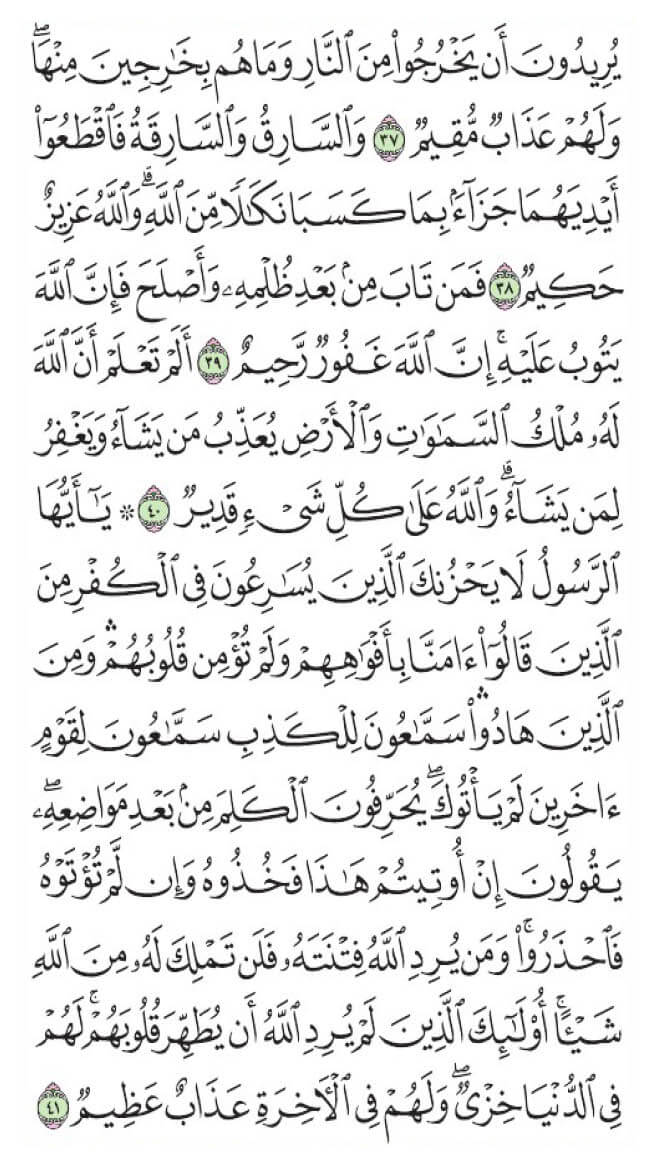 يُرِيدُونَ أَن يَخْرُجُوا۟ مِنَ ٱلنَّارِ وَمَا هُم بِخَـٰرِجِينَ مِنْهَا ۖ
وَلَهُمْ عَذَابٌ مُّقِيمٌ ٣٧ وَٱلسَّارِقُ وَٱلسَّارِقَةُ فَٱقْطَعُوٓا۟
أَيْدِيَهُمَا جَزَآءًۢ بِمَا كَسَبَا نَكَـٰلًا مِّنَ ٱللَّهِ ۗ وَٱللَّهُ عَزِيزٌ
حَكِيمٌ ٣٨ فَمَن تَابَ مِنۢ بَعْدِ ظُلْمِهِۦ وَأَصْلَحَ فَإِنَّ ٱللَّهَ
يَتُوبُ عَلَيْهِ ۚ إِنَّ ٱللَّهَ غَفُورٌ رَّحِيمٌ ٣٩ أَلَمْ تَعْلَمْ أَنَّ ٱللَّهَ
لَهُۥ مُلْكُ ٱلسَّمَـٰوَٰتِ وَٱلْأَرْضِ يُعَذِّبُ مَن يَشَآءُ وَيَغْفِرُ
لِمَن يَشَآءُ ۗ وَٱللَّهُ عَلَىٰ كُلِّ شَىْءٍ قَدِيرٌ ٤٠ * يَـٰٓأَيُّهَا
ٱلرَّسُولُ لَا يَحْزُنكَ ٱلَّذِينَ يُسَـٰرِعُونَ فِى ٱلْكُفْرِ مِنَ
ٱلَّذِينَ قَالُوٓا۟ ءَامَنَّا بِأَفْوَٰهِهِمْ وَلَمْ تُؤْمِن قُلُوبُهُمْ ۛ وَمِنَ
ٱلَّذِينَ هَادُوا۟ ۛ سَمَّـٰعُونَ لِلْكَذِبِ سَمَّـٰعُونَ لِقَوْمٍ
ءَاخَرِينَ لَمْ يَأْتُوكَ ۖ يُحَرِّفُونَ ٱلْكَلِمَ مِنۢ بَعْدِ مَوَاضِعِهِۦ ۖ
يَقُولُونَ إِنْ أُوتِيتُمْ هَـٰذَا فَخُذُوهُ وَإِن لَّمْ تُؤْتَوْهُ
فَٱحْذَرُوا۟ ۚ وَمَن يُرِدِ ٱللَّهُ فِتْنَتَهُۥ فَلَن تَمْلِكَ لَهُۥ مِنَ ٱللَّهِ
شَيْـًٔا ۚ أُو۟لَـٰٓئِكَ ٱلَّذِينَ لَمْ يُرِدِ ٱللَّهُ أَن يُطَهِّرَ قُلُوبَهُمْ ۚ لَهُمْ
فِى ٱلدُّنْيَا خِزْىٌ ۖ وَلَهُمْ فِى ٱلْـَٔاخِرَةِ عَذَابٌ عَظِيمٌ ٤١